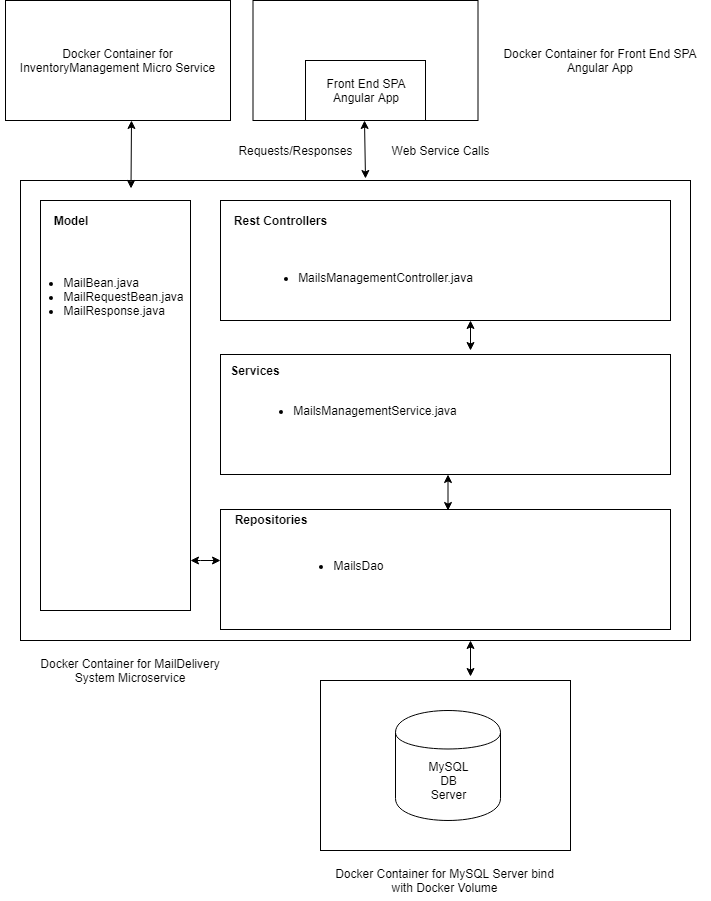 Docker Container for
InventoryManagement Micro Service
Front End SPA
Angular App
Docker Container for Front End SPA
Angular App
Requests/Responses
Web Service Calls
Model
MailBean.java
MailRequestBean.java
MailResponse.java
Rest Controllers
MailsManagementController.java
Services
MailsManagementService.java
Repositories
MailsDao
Docker Container for MailDelivery
System Microservice
MySQL
DB
Server
Docker Container for MySQL Server bind
with Docker Volume